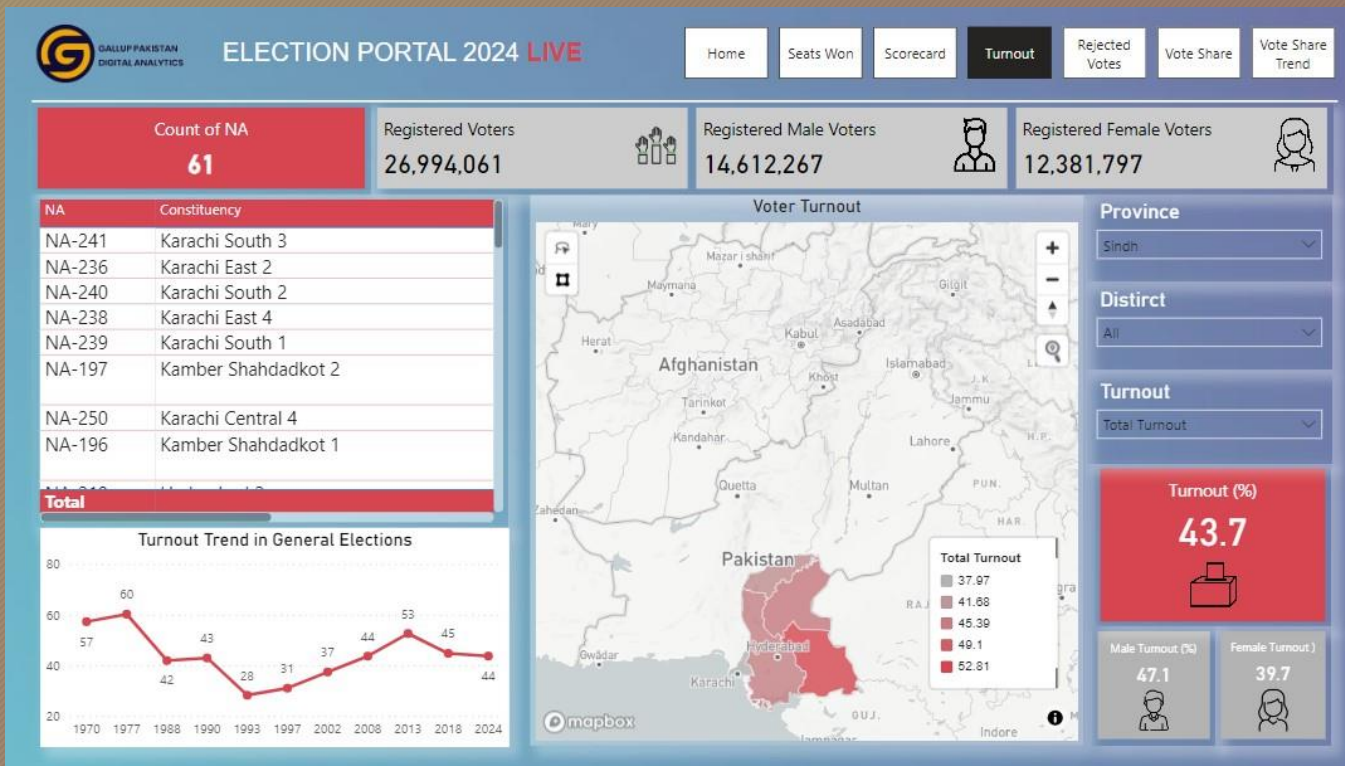 GALLUP PAKISTAN
DIGITAL ANALYTICS
ELECTION PORTAL 2024 LIVE
Home
Seats Won
Scorecard
Turnout
Rejected
Votes
Vote Share
Vote Share
Trend
Count of NA
61
Registered Voters
26,994,061
Registered Male Voters
14,612,267
Registered Female Voters
12,381,797
NA Constituency
NA-241 Karachi South 3
NA-236 Karachi East 2
NA-240 Karachi South 2
NA-238 Karachi East 4
NA-239 Karachi South 1
NA-197 Kamber Shahdadkot 2
NA-250 Karachi Central 4
NA-196 Kamber Shahdadkot 1
Total
Turnout Trend in General Elections
80
60
40
20
57
60
42
43
28
31
37
44
53
45
44
1970 1977 1988 1990 1993 1997 2002 2008 2013 2018 2024
Voter Turnout
Mary
Mazar i sharif
Maymana
Gilgit
Asadabad
Kabul
Herat
Afghanistan
Khost
Islamabad
J.K.
Jammu
Tarinkot
Kandahar
Lahore
H.P.
Quetta
Multan
PUN.
Zahedan
HAR.
Pakistan
Hyderabad
Gwādar
Karachi
GUJ.
Indore
mapbox
Total Turnout
37.97
41.68
45.39
49.1
52.81
Province
Sindh
Distirct
All
Turnout
Total Turnout
Turnout (%)
43.7
Male Turnout (%)
47.1
Female Turnout )
39.7